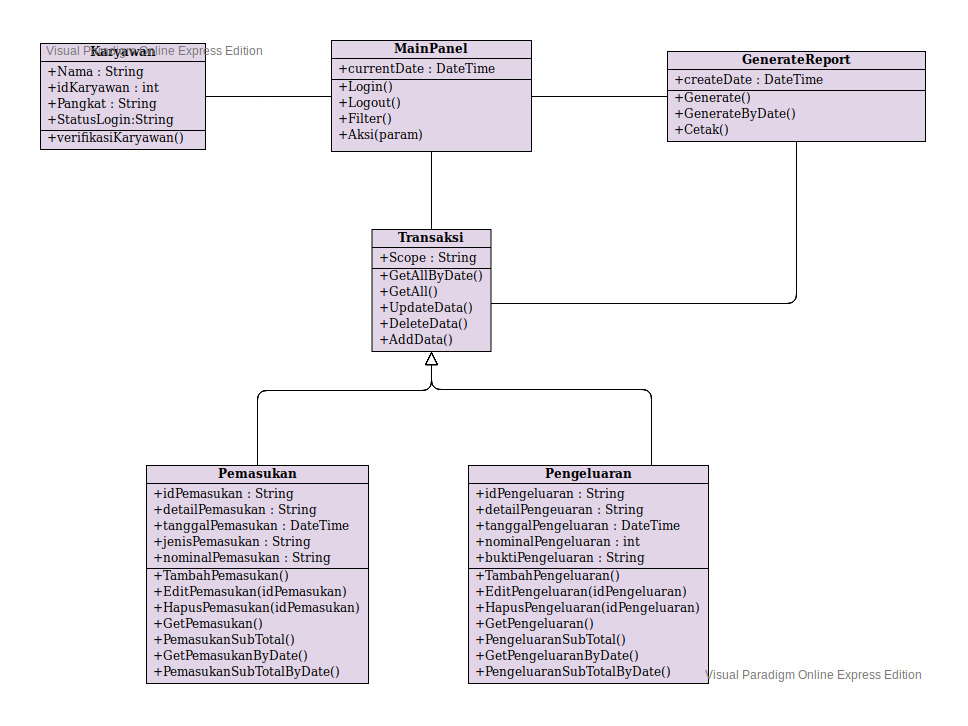 Visual Paradigm Online Express Edition
Karyawan
+Nama : String
+idKaryawan : int
+Pangkat : String
+StatusLogin:String
+verifikasiKaryawan()
MainPanel
+currentDate : DateTime
+Login()
+Logout()
+Filter()
+Aksi(param)
GenerateReport
+createDate : DateTime
+Generate()
+GenerateByDate()
+Cetak()
Transaksi
+Scope : String
+GetAllByDate()
+GetAll()
+UpdateData()
+DeleteData()
+AddData()
Pemasukan
+idPemasukan : String
+detailPemasukan : String
+tanggalPemasukan : DateTime
+jenisPemasukan : String
+nominalPemasukan : String
+TambahPemasukan()
+EditPemasukan(idPemasukan)
+HapusPemasukan(idPemasukan)
+GetPemasukan()
+PemasukanSubTotal()
+GetPemasukanByDate()
+PemasukanSubTotalByDate()
Pengeluaran
+idPengeluaran : String
+detailPengeuaran : String
+tanggalPengeluaran : DateTime
+nominalPengeluaran : int
+buktiPengeluaran : String
+TambahPengeluaran()
+EditPengeluaran(idPengeluaran)
+HapusPengeluaran(idPengeluaran)
+GetPengeluaran()
+PengeluaranSubTotal()
+GetPengeluaranByDate()
+PengeluaranSubTotalByDate()
Visual Paradigm Online Express Edition